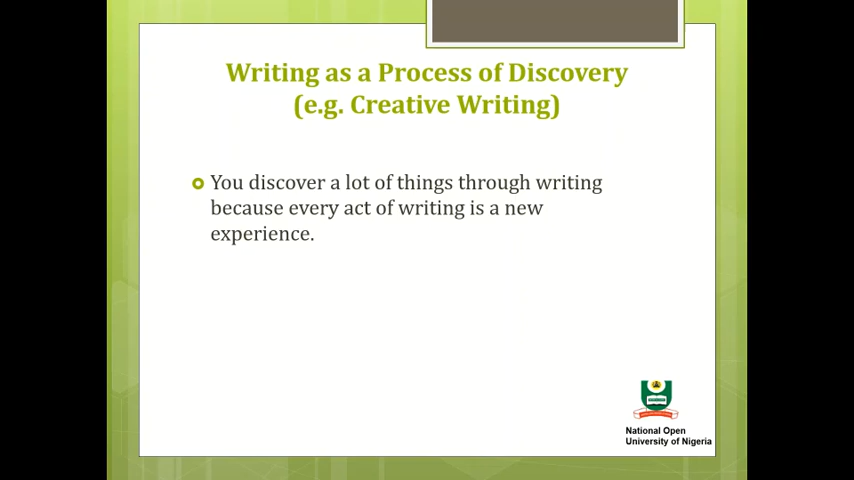 Writing as a Process of Discovery
(e.g. Creative Writing)
You discover a lot of things through writing
because every act of writing is a new
experience.
National Open
University of Nigeria